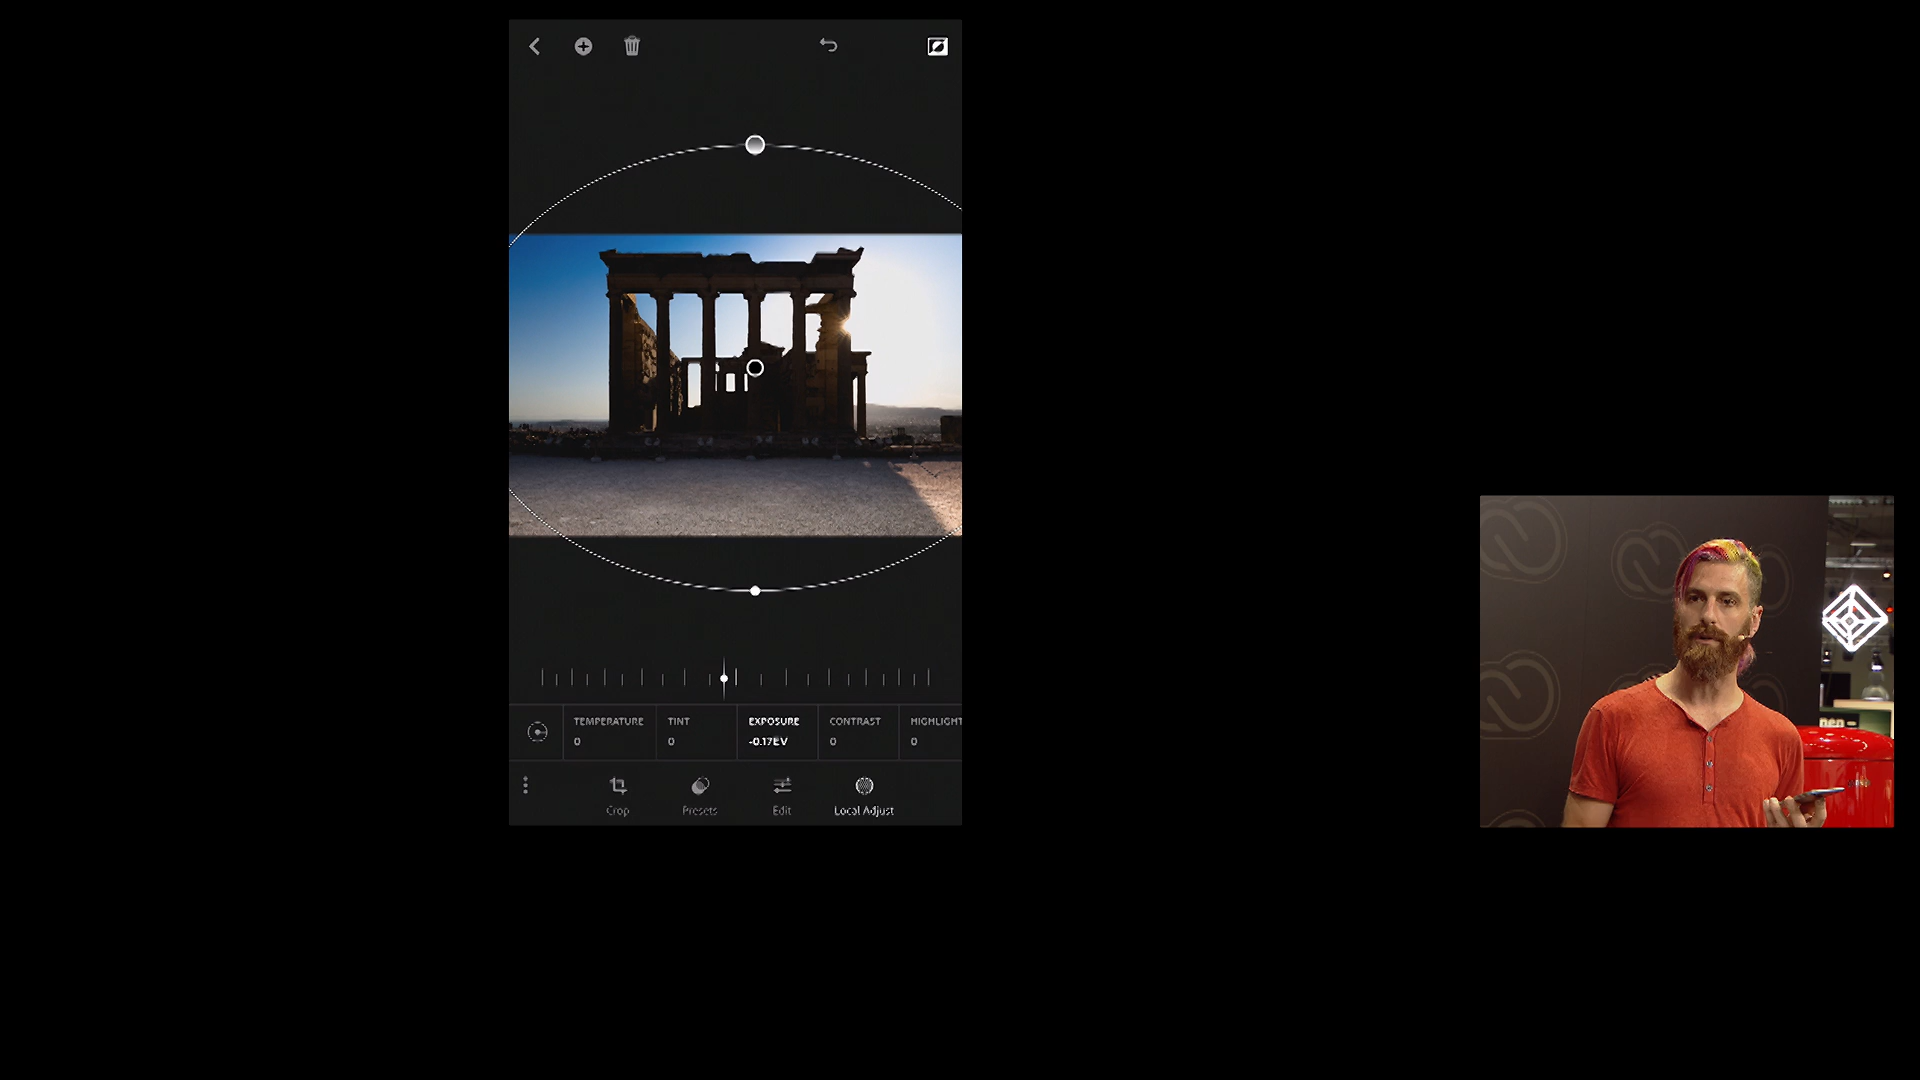 TEMPERATURE TINT EXPOSURE CONTRAST HIGHLIGHT
0 0 -0.17EV 0 0
Crop Presets Edit Local Adjust